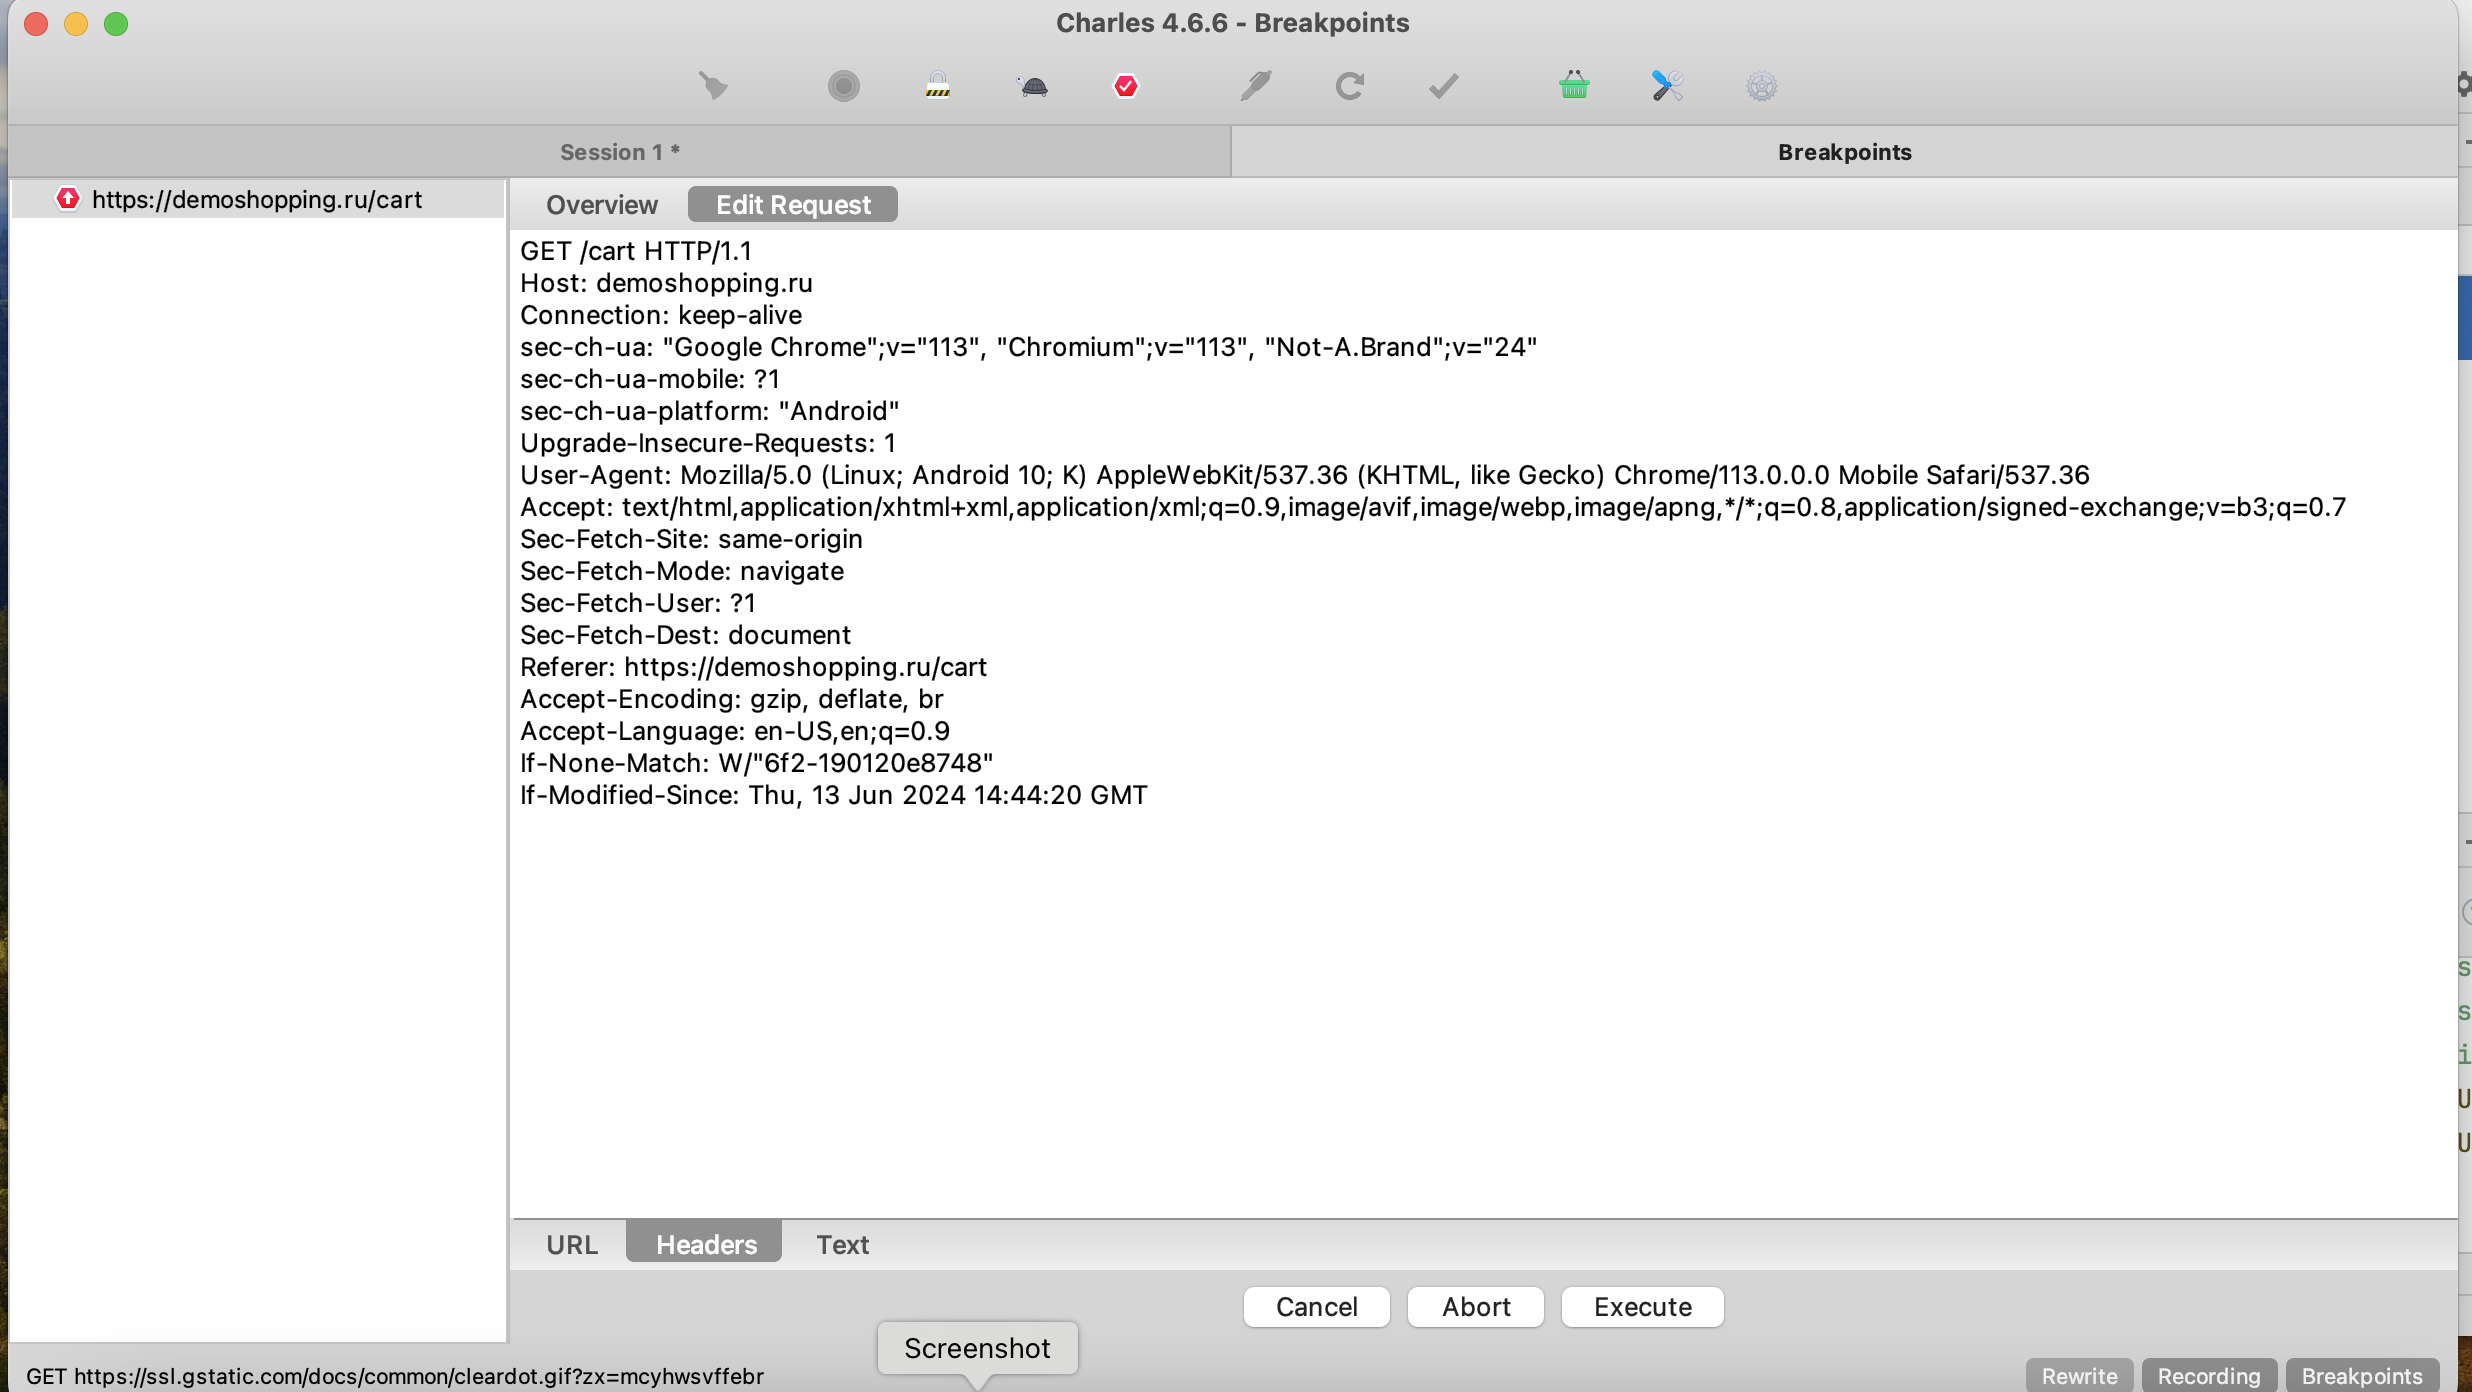 Charles 4.6.6 - Breakpoints
Session 1 *
Breakpoints
https://demoshopping.ru/cart
Overview
Edit Request
GET /cart HTTP/1.1
Host: demoshopping.ru
Connection: keep-alive
sec-ch-ua: "Google Chrome";v="113", "Chromium";v="113", "Not-A.Brand";v="24"
sec-ch-ua-mobile: ?1
sec-ch-ua-platform: "Android"
Upgrade-Insecure-Requests: 1
User-Agent: Mozilla/5.0 (Linux; Android 10; K) AppleWebKit/537.36 (KHTML, like Gecko) Chrome/113.0.0.0 Mobile Safari/537.36
Accept: text/html,application/xhtml+xml,application/xml;q=0.9,image/avif,image/webp,image/apng,*/*;q=0.8,application/signed-exchange;v=b3;q=0.7
Sec-Fetch-Site: same-origin
Sec-Fetch-Mode: navigate
Sec-Fetch-User: ?1
Sec-Fetch-Dest: document
Referer: https://demoshopping.ru/cart
Accept-Encoding: gzip, deflate, br
Accept-Language: en-US,en;q=0.9
If-None-Match: W/"6f2-190120e8748"
If-Modified-Since: Thu, 13 Jun 2024 14:44:20 GMT
URL
Headers
Text
Cancel
Abort
Execute
Screenshot
GET https://ssl.gstatic.com/docs/common/cleardot.gif?zx=mcyhwsvffebr
Rewrite
Recording
Breakpoints